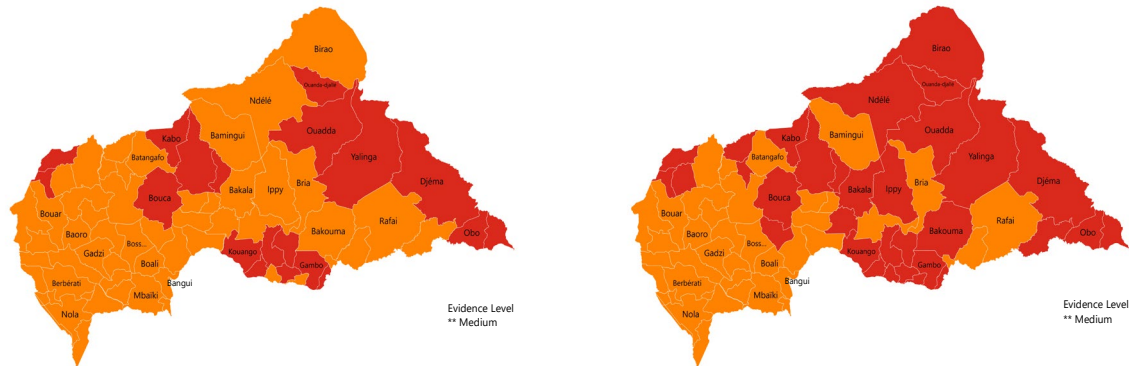 Birao
Ouanda-djallé
Ndélé
Ouadda
Kabo
Bamingui
Batangafo
Yalinga
Bria
Ippy
Bakala
Djéma
Bouca
Bouar
Rafai
Baoro
Bakouma
Obo
Boss...
Gadzi
Kouango
Boali
Gambo
Bangui
Berbérati
Mbaïki
Nola
Evidence Level
** Medium
Birao
Ouanda-djallé
Ndélé
Ouadda
Kabo
Bamingui
Batangafo
Yalinga
Bria
Ippy
Bakala
Djéma
Bouca
Bouar
Rafai
Baoro
Bakouma
Obo
Boss...
Gadzi
Kouango
Boali
Gambo
Bangui
Berbérati
Mbaïki
Nola
Evidence Level
** Medium